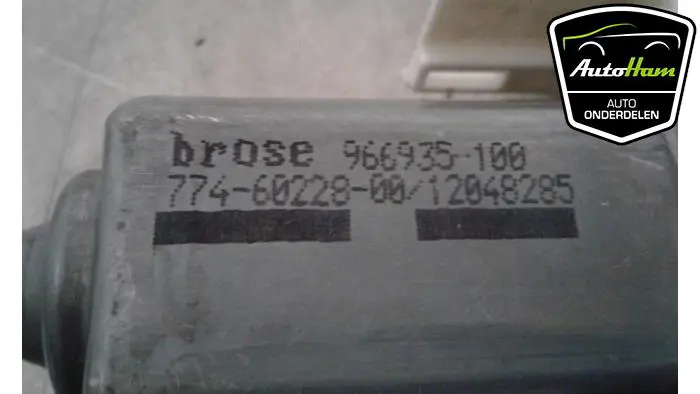 brose 966935-100
774-60228-00/12048285
AutoHam
AUTO
ONDERDELEN